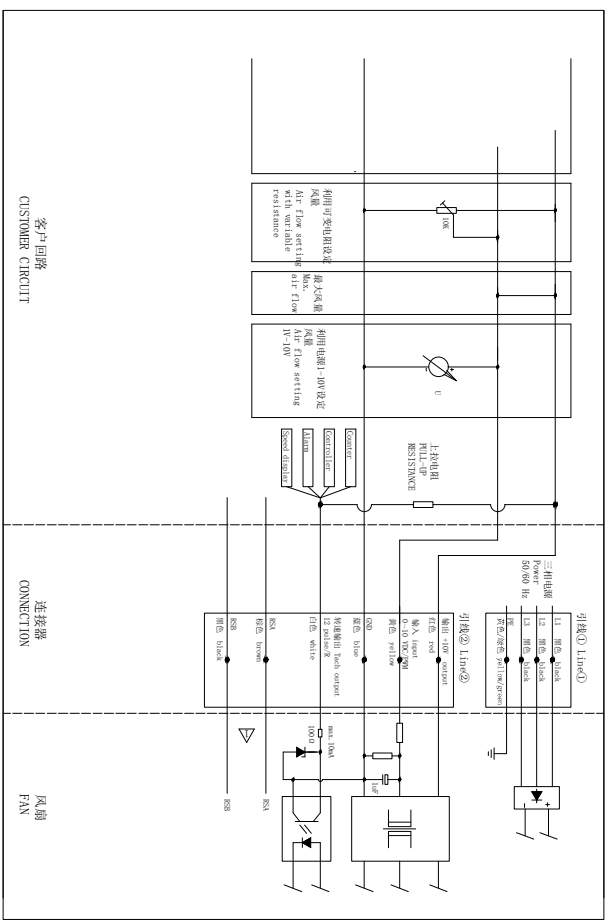 客户回路
CUSTOMER CIRCUIT
连接器
CONNECTION
风扇
FAN
利用可变电阻设定
风量
Air flow setting
with variable
resistance
10K
最大风量
Max.
air flow
利用电源1-10V设定
风量
Air flow setting
1V-10V
+
-
U
上拉电阻
PULL-UP
RESISTANCE
Counter
Controller
Alarm
Speed display
三相电源
Power
50/60 Hz
引线① Line①
L1 黑色 black
L2 黑色 black
L3 黑色 black
PE
黄色/绿色 yellow/green
引线② Line②
输出 +10V output
红色 red
输入 input
0-10 VDC/PWM
黄色 yellow
GND
蓝色 blue
转速输出 Tach output
12 pulse/R
白色 white
RSA
棕色 brown
RSB
黑色 black
+
-
1uF
max. 10mA
100Ω
RSA
RSB